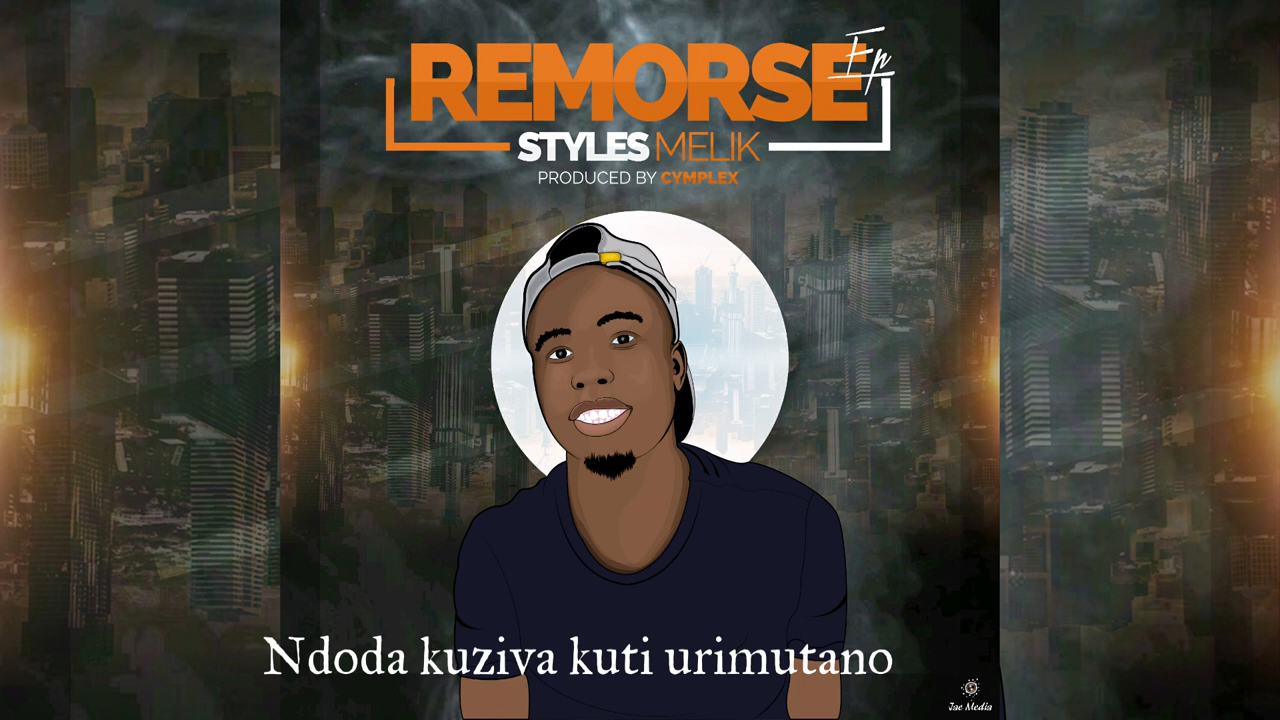 REMORSE Ep
STYLES MELIK
PRODUCED BY CYMPLEX
Ndoda kuziva kuti urimutano
Jae Media